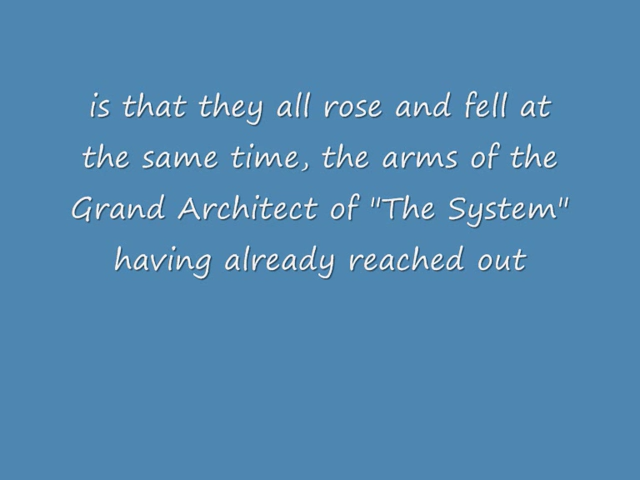 is that they all rose and fell at
the same time, the arms of the
Grand Architect of "The System"
having already reached out